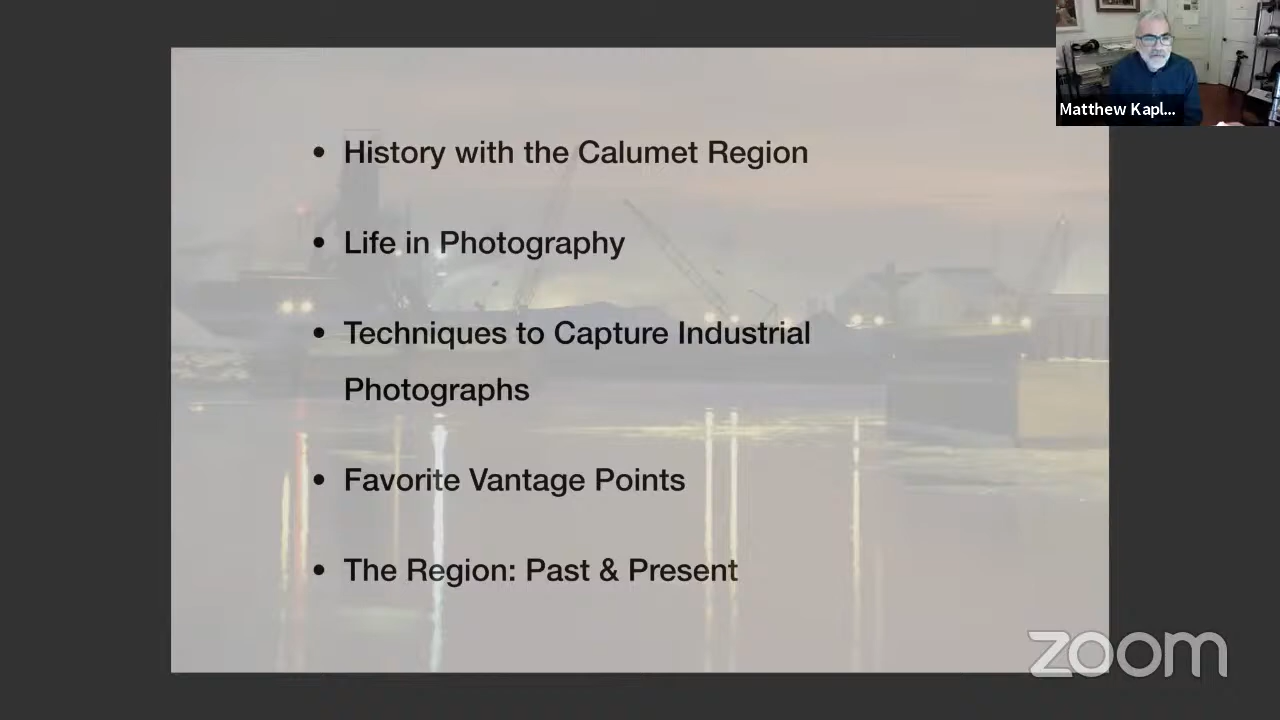 Matthew Kapl...
• History with the Calumet Region
• Life in Photography
• Techniques to Capture Industrial
Photographs
• Favorite Vantage Points
• The Region: Past & Present
zoom